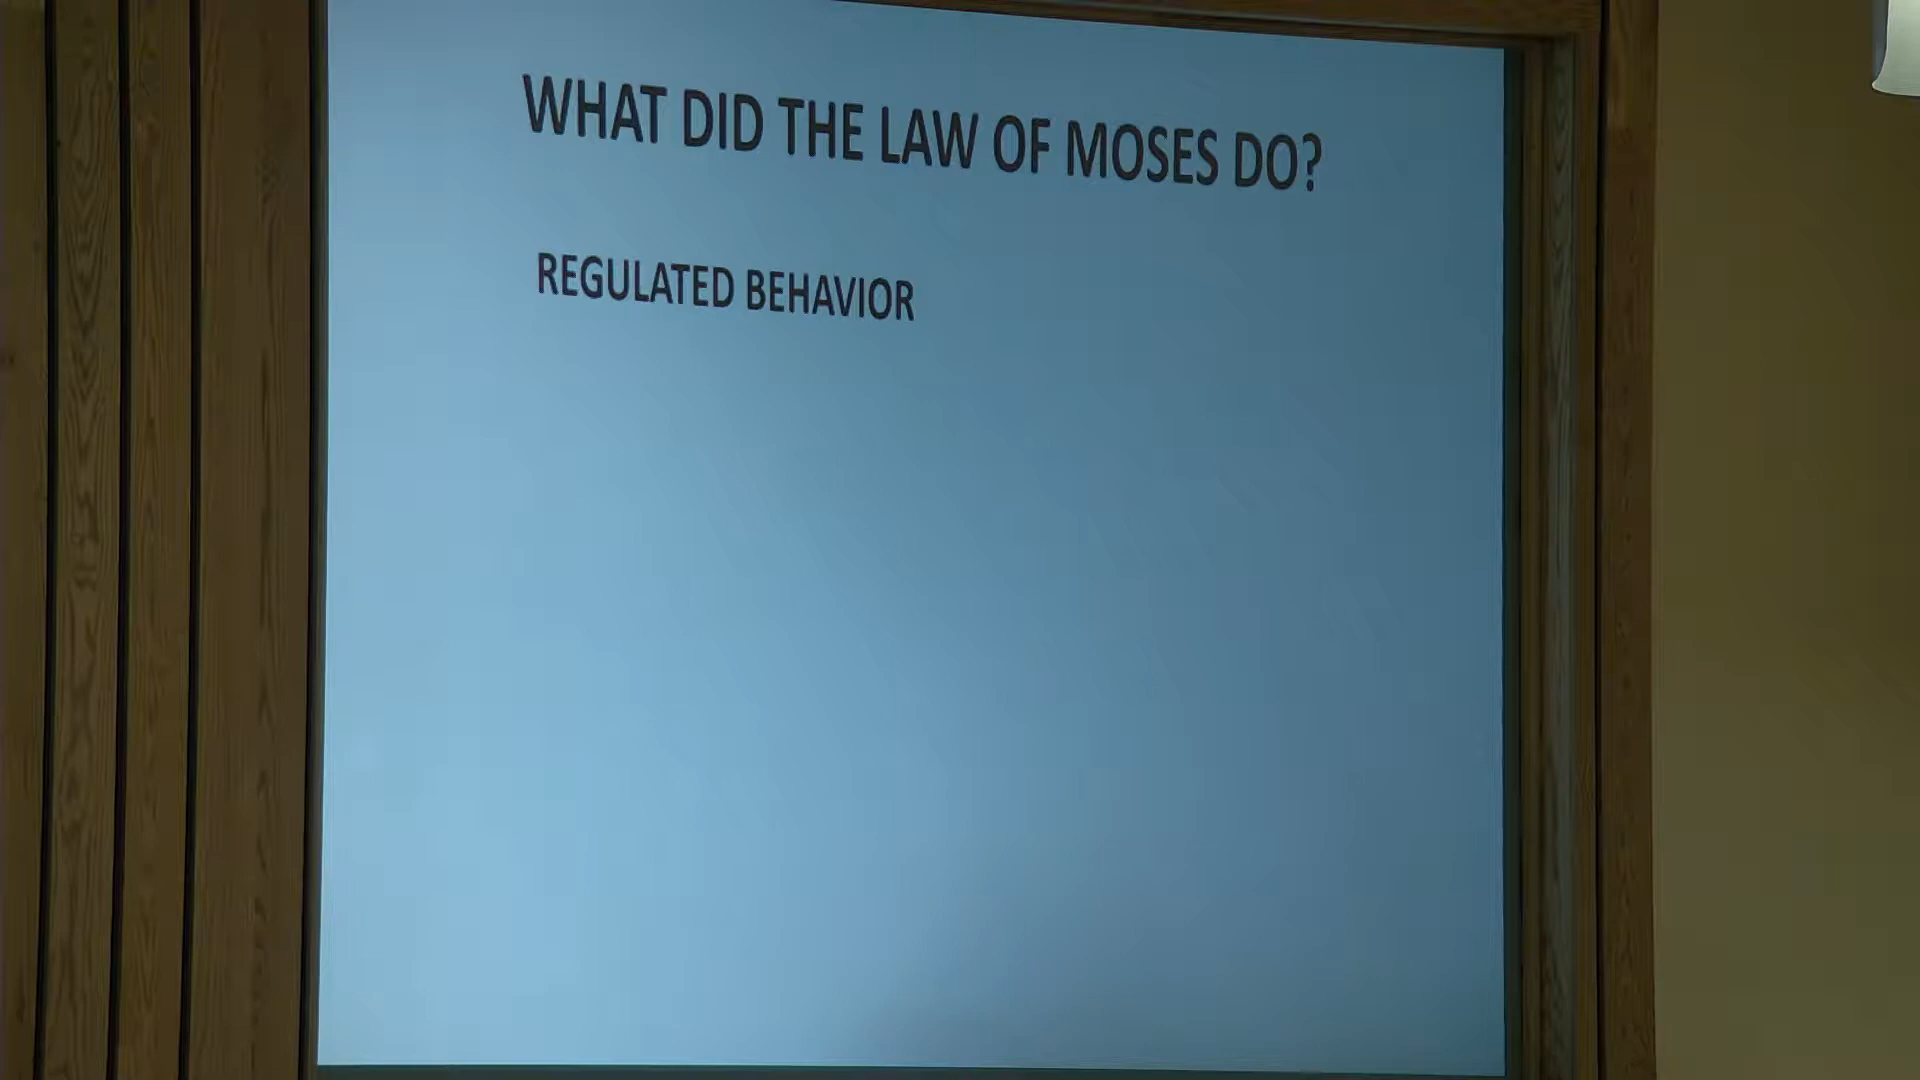 WHAT DID THE LAW OF MOSES DO?
REGULATED BEHAVIOR